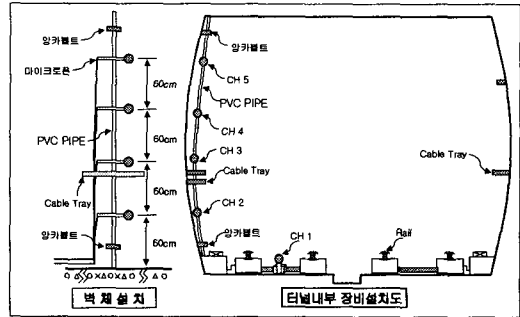 앙카볼트
마이크로폰
60cm
60cm
PVC PIPE
60cm
Cable Tray
앙카볼트
60cm
벽 체 설 치
앙카볼트
CH 5
PVC PIPE
CH 4
CH 3
Cable Tray
CH 2
앙카볼트
CH 1
Cable Tray
Rail
터널내부 장비설치도